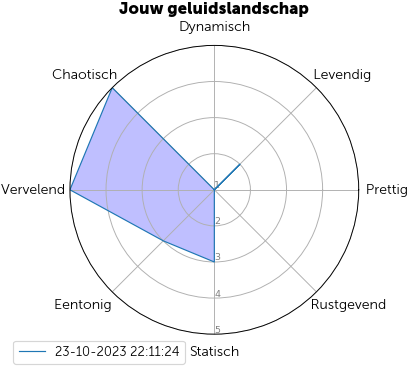 Jouw geluidslandschap
Dynamisch
Chaotisch
Levendig
Vervelend
Prettig
1
2
3
4
5
Eentonig
Rustgevend
Statisch
23-10-2023 22:11:24